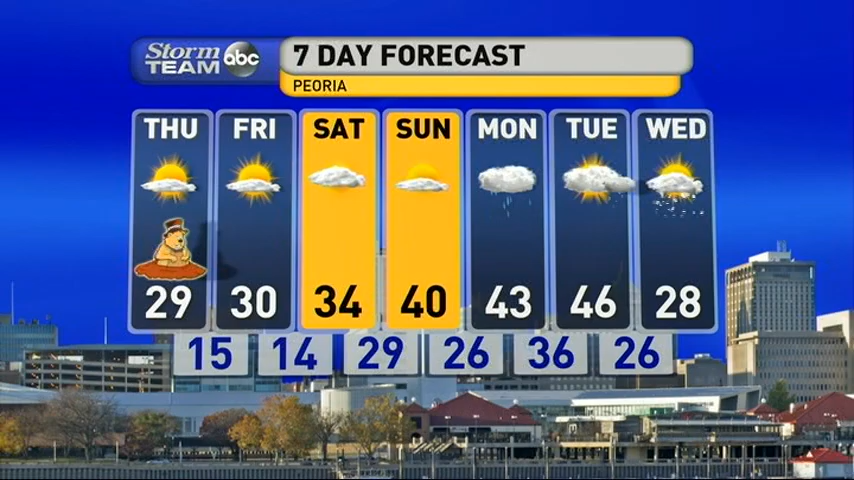 Storm
TEAM abc
7 DAY FORECAST
PEORIA
THU FRI SAT SUN MON TUE WED
29 30 34 40 43 46 28
15 14 29 26 36 26